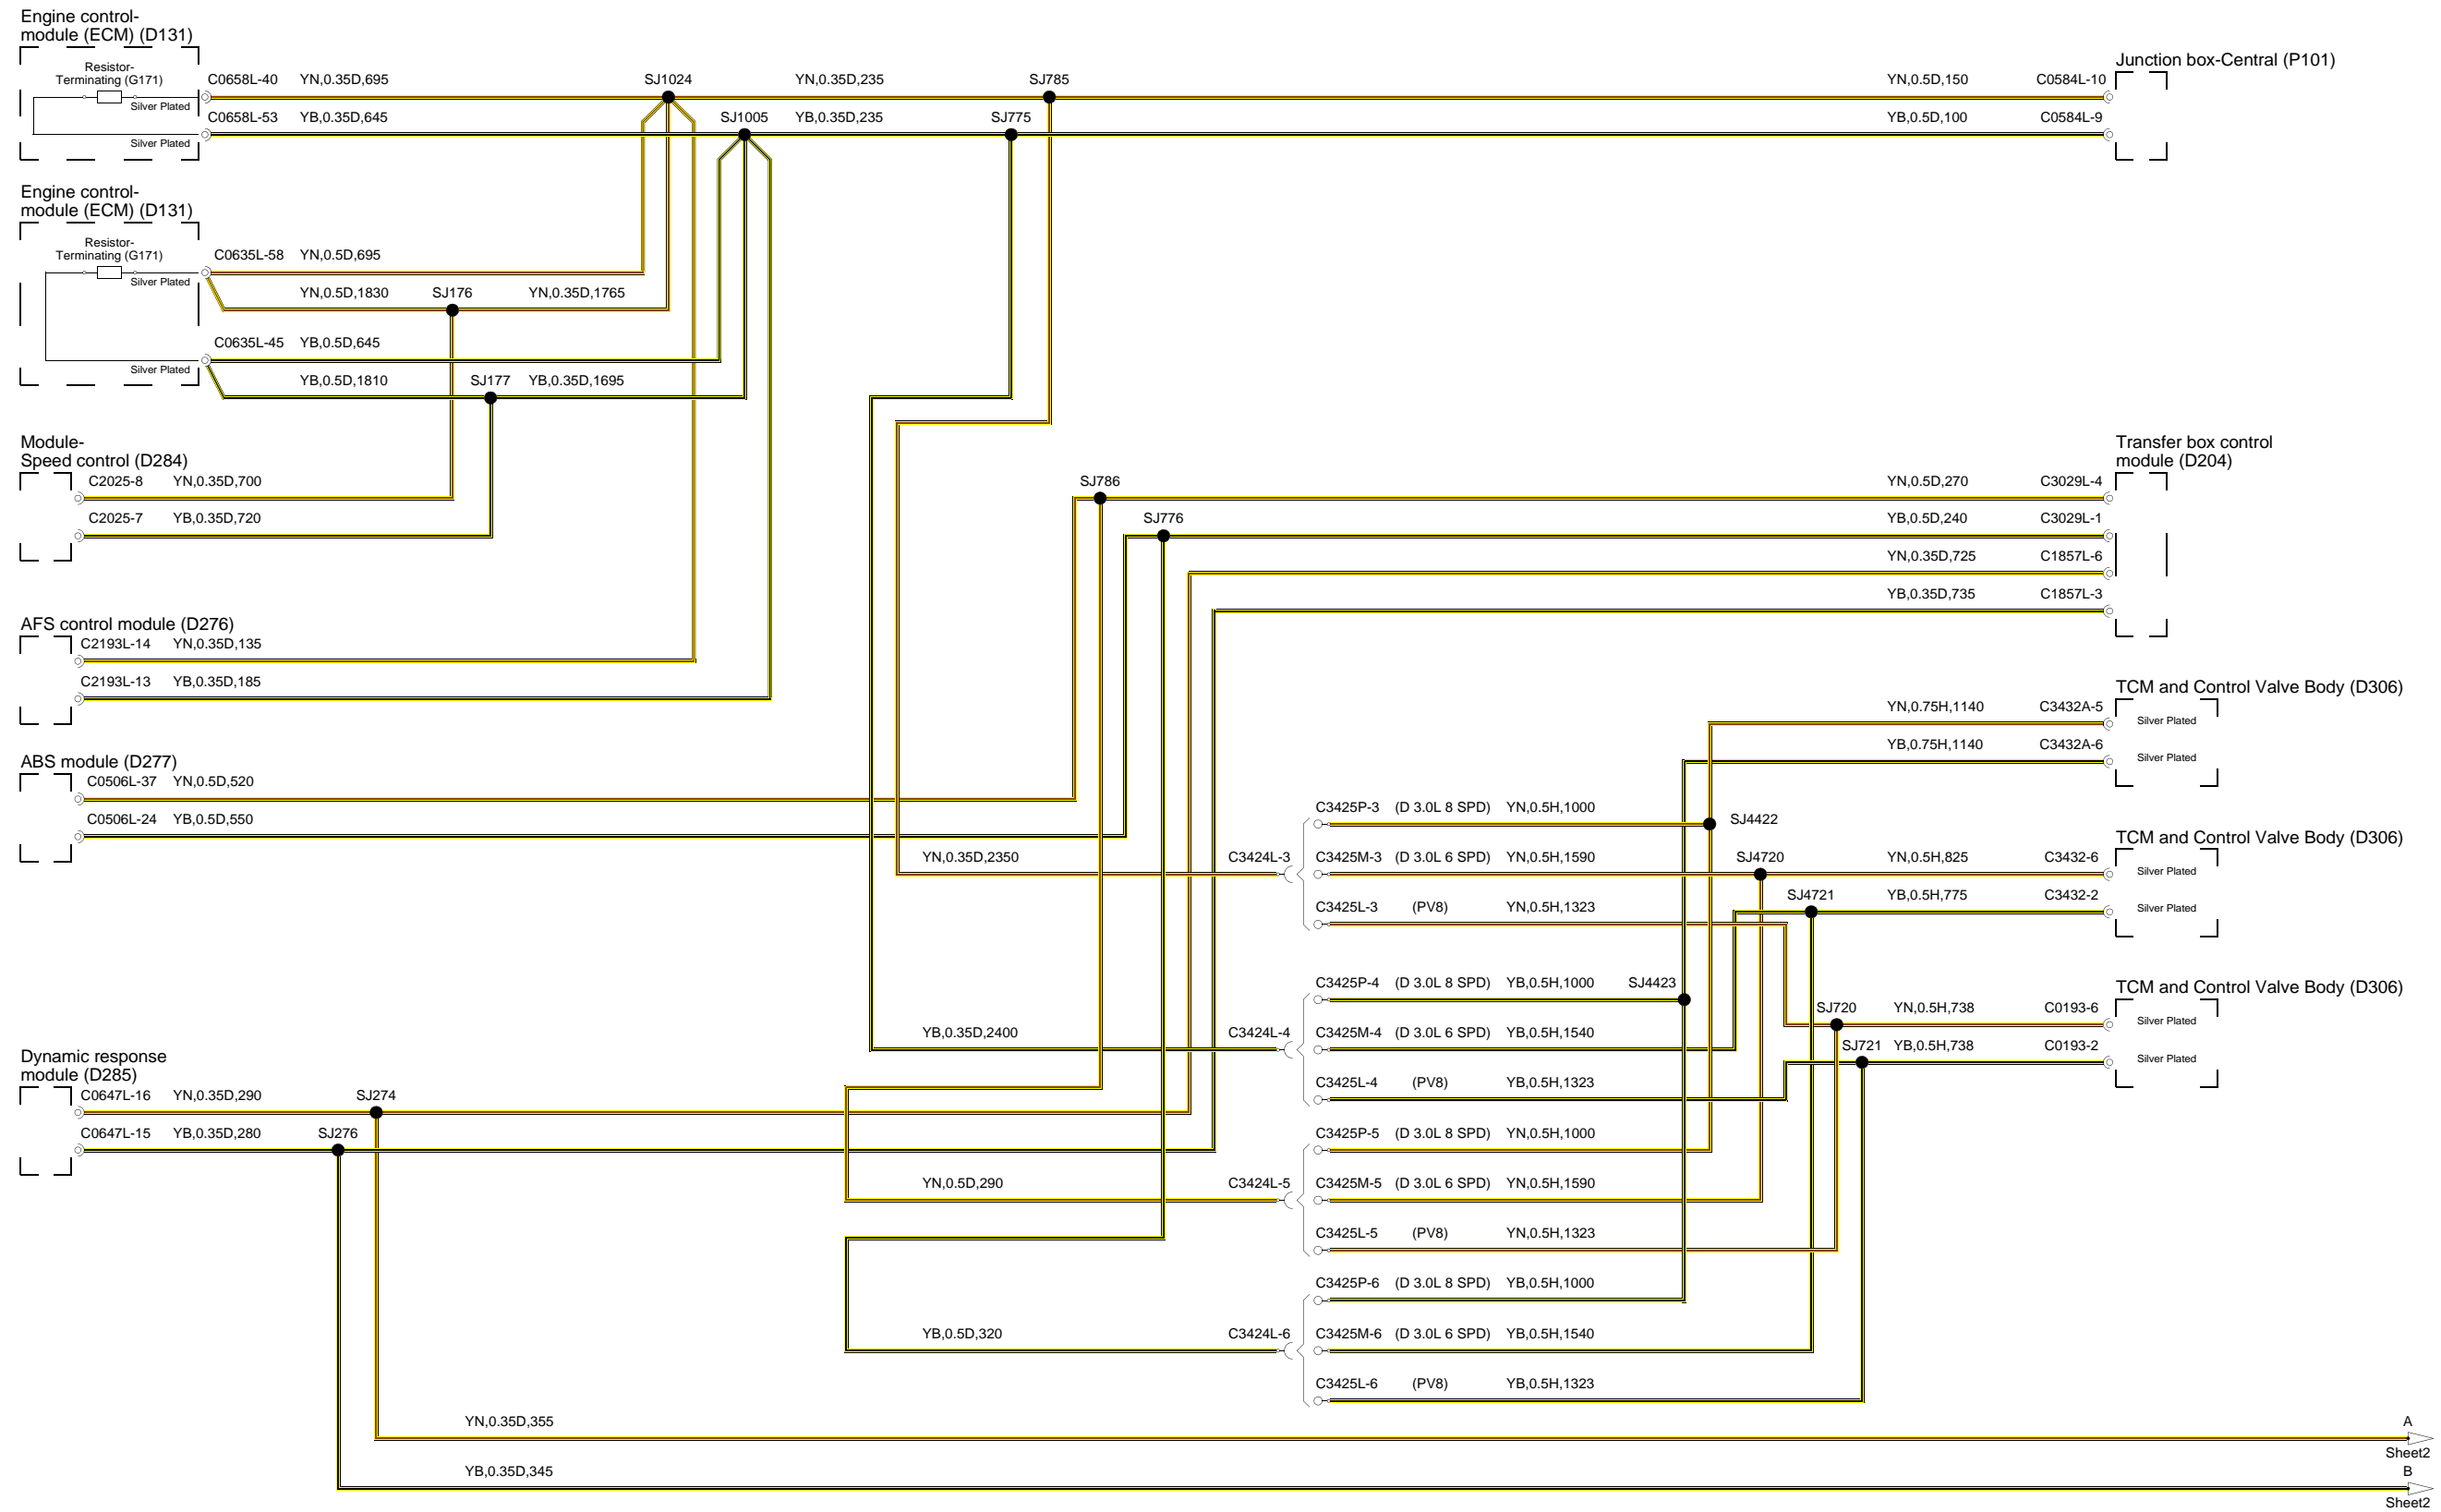 Engine control-
module (ECM) (D131)
Resistor-
Terminating (G171)
Silver Plated
Silver Plated
C0658L-40 YN,0.35D,695 SJ1024 YN,0.35D,235 SJ785 YN,0.5D,150 C0584L-10
Junction box-Central (P101)
C0658L-53 YB,0.35D,645 SJ1005 YB,0.35D,235 SJ775 YB,0.5D,100 C0584L-9
Engine control-
module (ECM) (D131)
Resistor-
Terminating (G171)
Silver Plated
Silver Plated
C0635L-58 YN,0.5D,695
YN,0.5D,1830 SJ176 YN,0.35D,1765
C0635L-45 YB,0.5D,645
YB,0.5D,1810 SJ177 YB,0.35D,1695
Module-
Speed control (D284)
C2025-8 YN,0.35D,700
C2025-7 YB,0.35D,720
Transfer box control
module (D204)
SJ786 YN,0.5D,270 C3029L-4
SJ776 YB,0.5D,240 C3029L-1
YN,0.35D,725 C1857L-6
YB,0.35D,735 C1857L-3
AFS control module (D276)
C2193L-14 YN,0.35D,135
C2193L-13 YB,0.35D,185
TCM and Control Valve Body (D306)
YN,0.75H,1140 C3432A-5 Silver Plated
YB,0.75H,1140 C3432A-6 Silver Plated
ABS module (D277)
C0506L-37 YN,0.5D,520
C0506L-24 YB,0.5D,550
C3425P-3 (D 3.0L 8 SPD) YN,0.5H,1000 SJ4422
TCM and Control Valve Body (D306)
YN,0.35D,2350 C3424L-3 C3425M-3 (D 3.0L 6 SPD) YN,0.5H,1590 SJ4720 YN,0.5H,825 C3432-6 Silver Plated
SJ4721 YB,0.5H,775 C3432-2 Silver Plated
C3425L-3 (PV8) YN,0.5H,1323
C3425P-4 (D 3.0L 8 SPD) YB,0.5H,1000 SJ4423
TCM and Control Valve Body (D306)
SJ720 YN,0.5H,738 C0193-6 Silver Plated
YB,0.35D,2400 C3424L-4 C3425M-4 (D 3.0L 6 SPD) YB,0.5H,1540
SJ721 YB,0.5H,738 C0193-2 Silver Plated
C3425L-4 (PV8) YB,0.5H,1323
Dynamic response
module (D285)
C0647L-16 YN,0.35D,290 SJ274
C0647L-15 YB,0.35D,280 SJ276
C3425P-5 (D 3.0L 8 SPD) YN,0.5H,1000
YN,0.5D,290 C3424L-5 C3425M-5 (D 3.0L 6 SPD) YN,0.5H,1590
C3425L-5 (PV8) YN,0.5H,1323
C3425P-6 (D 3.0L 8 SPD) YB,0.5H,1000
YB,0.5D,320 C3424L-6 C3425M-6 (D 3.0L 6 SPD) YB,0.5H,1540
C3425L-6 (PV8) YB,0.5H,1323
YN,0.35D,355 A
Sheet2
YB,0.35D,345 B
Sheet2